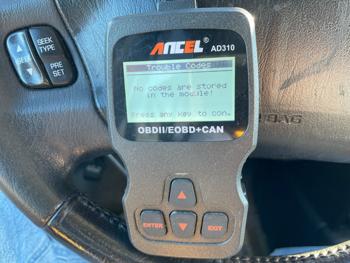 ANCEL
AD310
SEEK
TYPE
PRE
SET
Trouble Codes
No codes are stored
in the module!
Press any key to con.
OBDII/EOBD+CAN
ENTER
EXIT